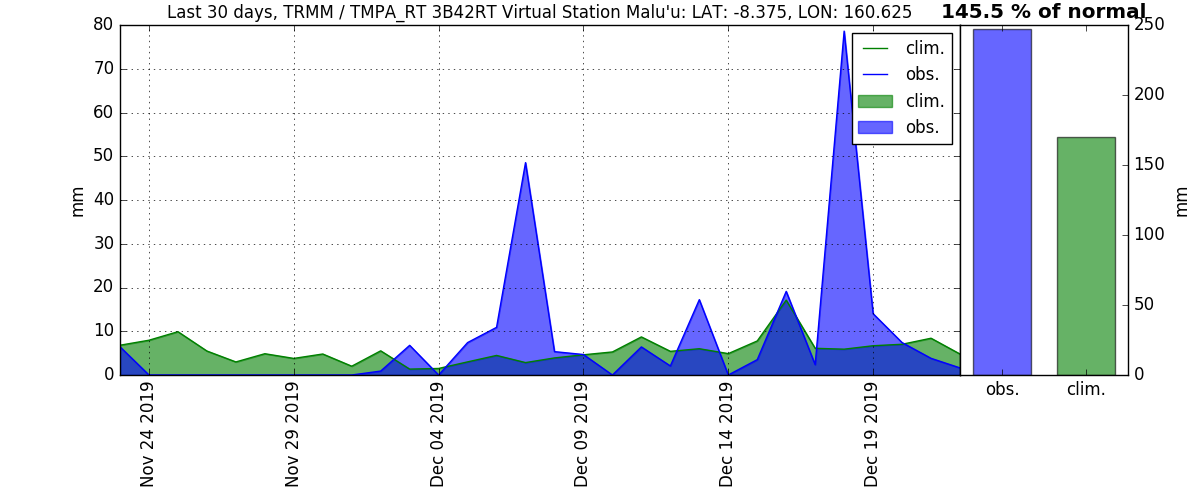 Last 30 days, TRMM / TMPA_RT 3B42RT Virtual Station Malu'u: LAT: -8.375, LON: 160.625
145.5 % of normal
80
70
60
50
40
30
20
10
0
mm
clim.
obs.
clim.
obs.
Nov 24 2019
Nov 29 2019
Dec 04 2019
Dec 09 2019
Dec 14 2019
Dec 19 2019
250
200
150
100
50
0
mm
obs.
clim.